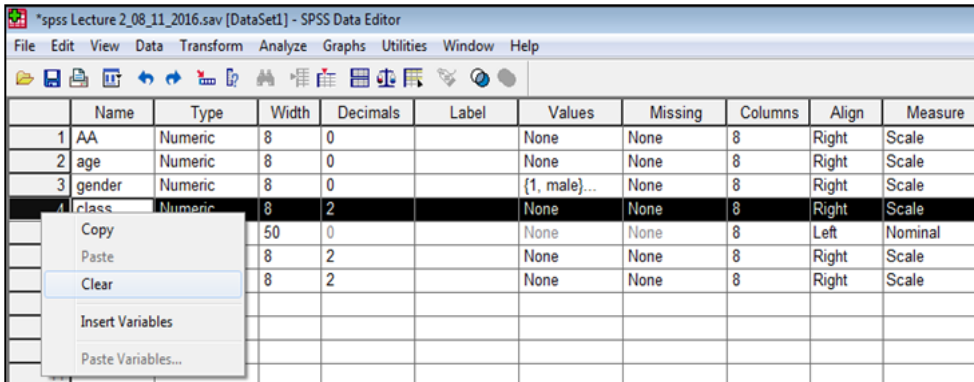 *spss Lecture 2_08_11_2016.sav [DataSet1] - SPSS Data Editor
File Edit View Data Transform Analyze Graphs Utilities Window Help
Name Type Width Decimals Label Values Missing Columns Align Measure
1 AA Numeric 8 0 None None 8 Right Scale
2 age Numeric 8 0 None None 8 Right Scale
3 gender Numeric 8 0 {1, male}... None 8 Right Scale
4 class Numeric 8 2 None None 8 Right Scale
50 0 None None 8 Left Nominal
8 2 None None 8 Right Scale
8 2 None None 8 Right Scale
Copy
Paste
Clear
Insert Variables
Paste Variables...